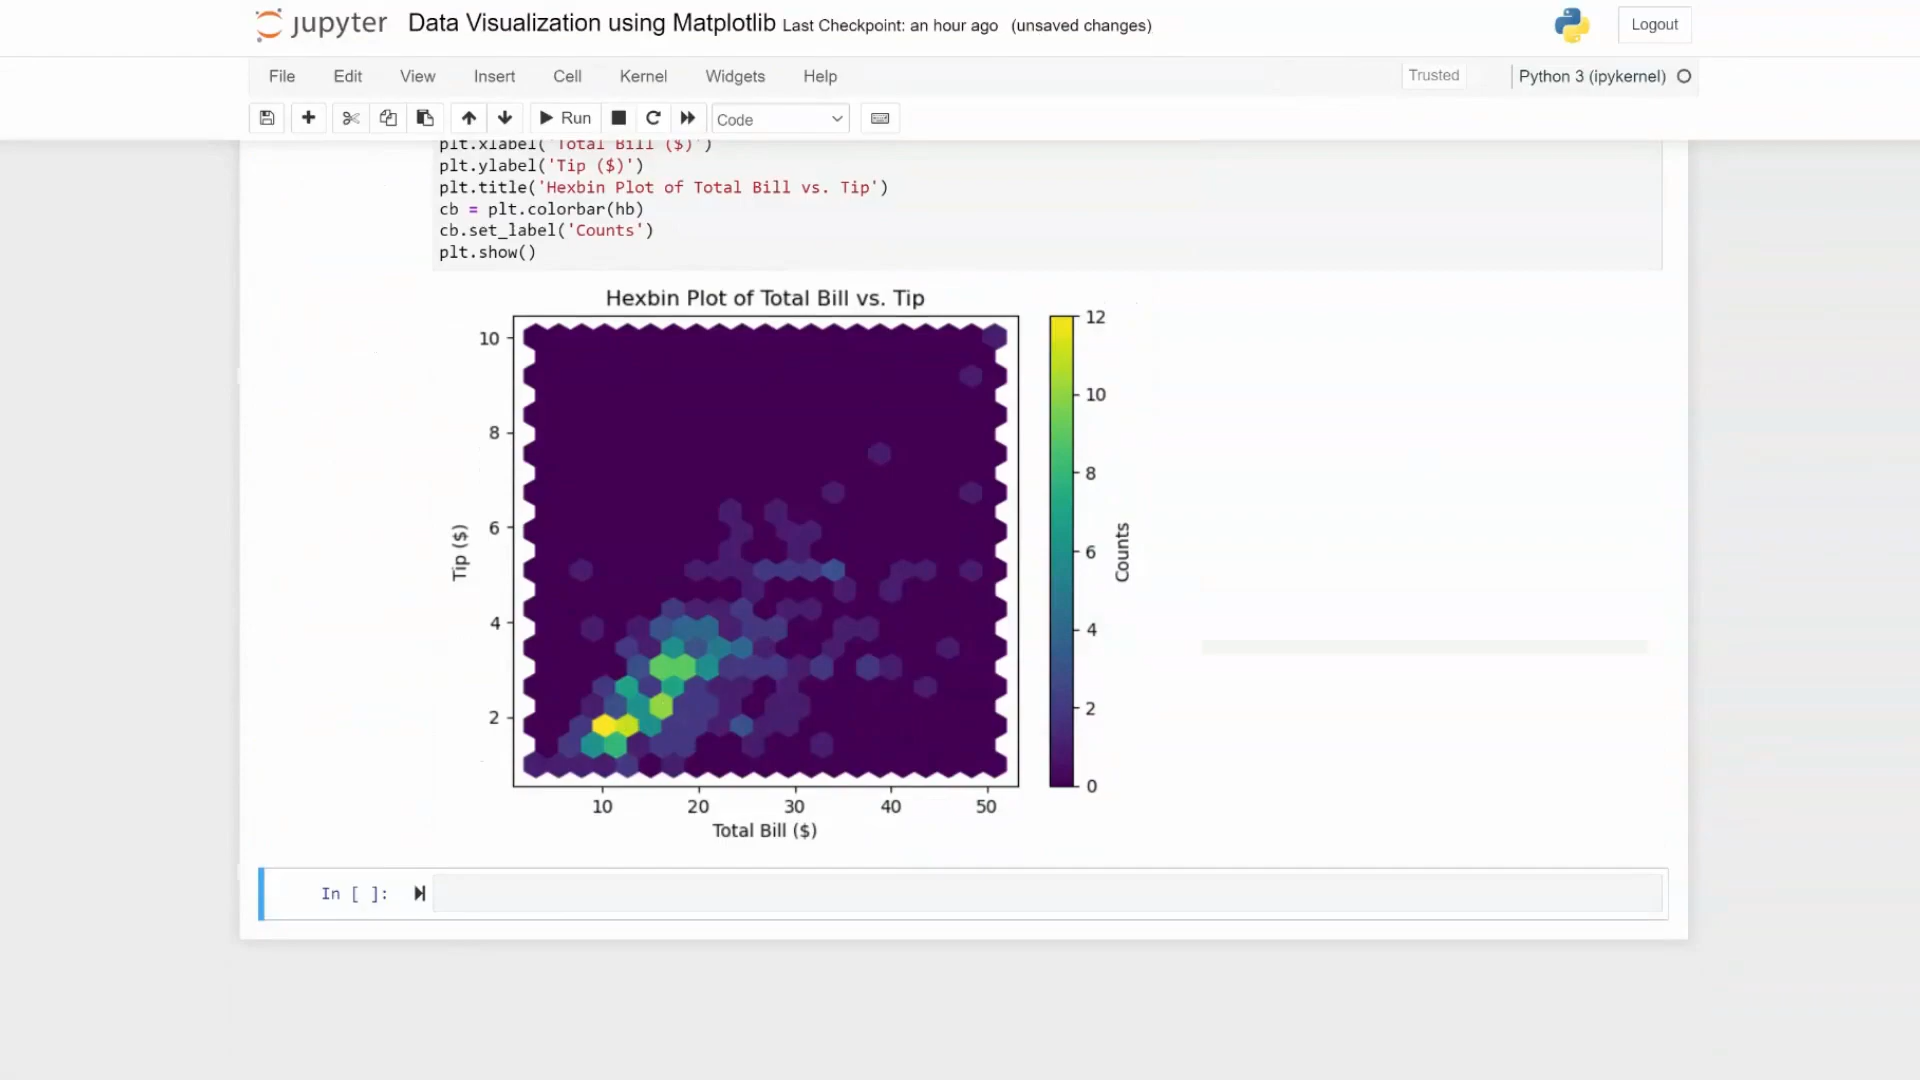 jupyter Data Visualization using Matplotlib Last Checkpoint: an hour ago (unsaved changes) Logout
File Edit View Insert Cell Kernel Widgets Help Trusted Python 3 (ipykernel)
Run Code
plt.xlabel('Total Bill ($)')
plt.ylabel('Tip ($)')
plt.title('Hexbin Plot of Total Bill vs. Tip')
cb = plt.colorbar(hb)
cb.set_label('Counts')
plt.show()
Hexbin Plot of Total Bill vs. Tip
10
8
6
4
2
Tip ($)
10 20 30 40 50
Total Bill ($)
12
10
8
6
4
2
0
Counts
In [ ]: